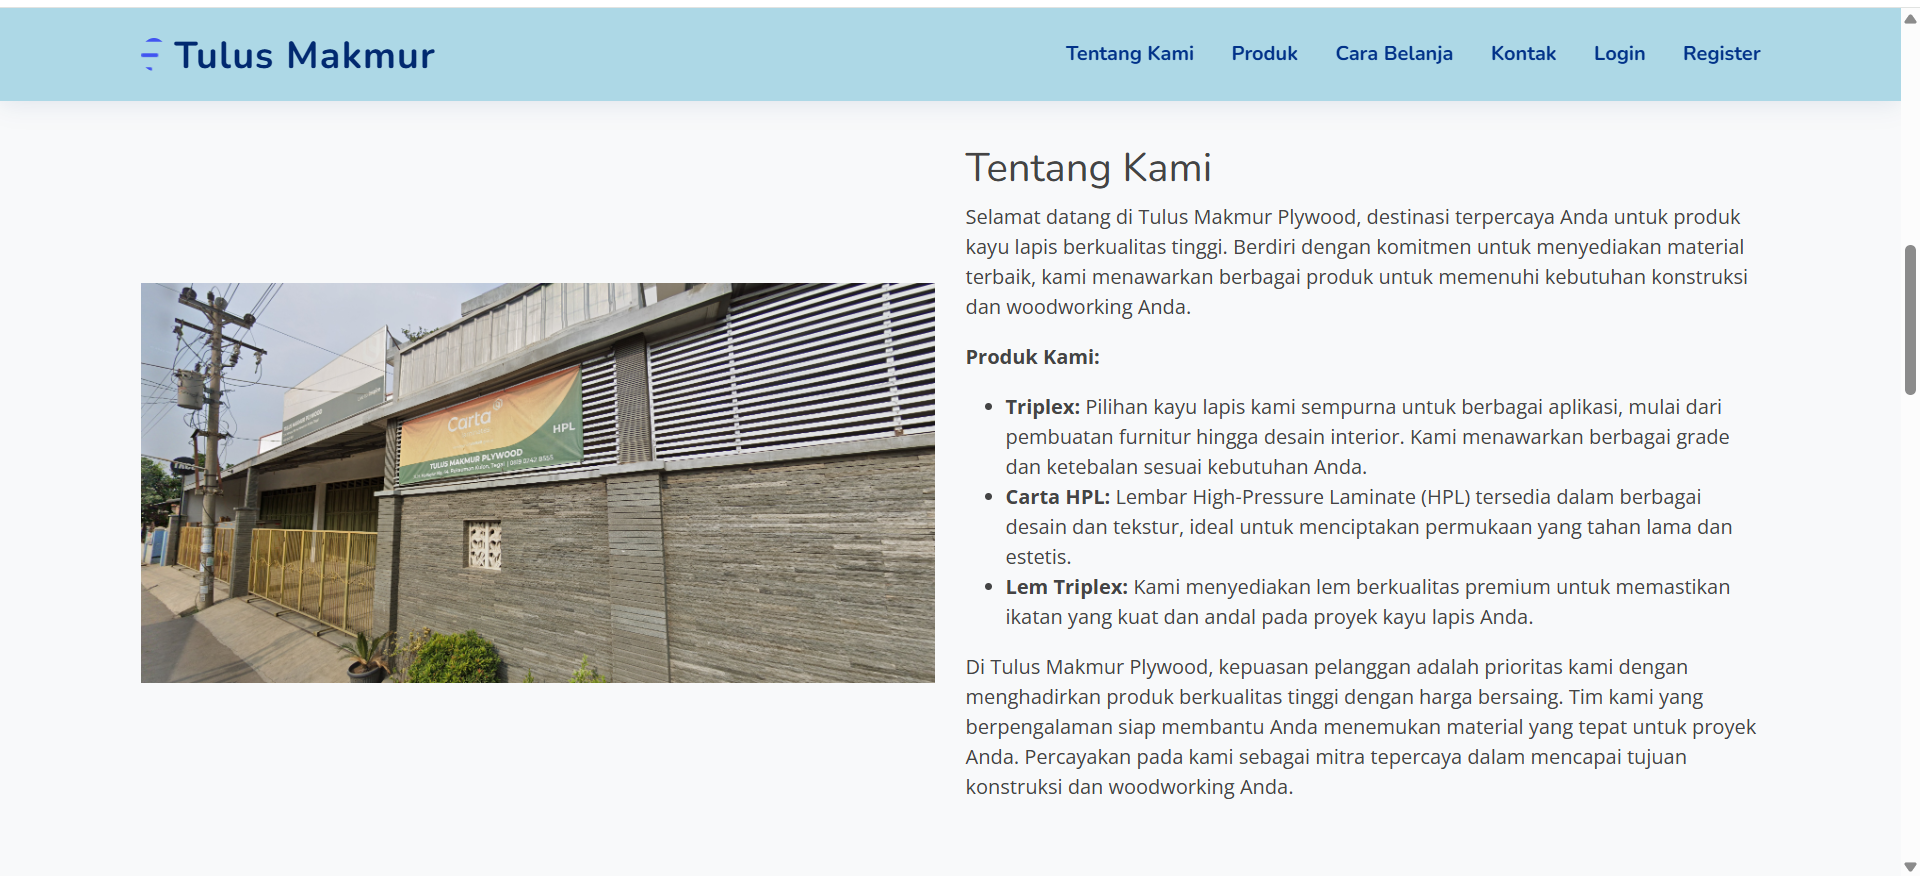 Tulus Makmur
Tentang Kami
Produk
Cara Belanja
Kontak
Login
Register
Carta
HPL
TULUS MAKMUR PLYWOOD
TULUS MAKMUR PLYWOOD
Tentang Kami
Selamat datang di Tulus Makmur Plywood, destinasi terpercaya Anda untuk produk
kayu lapis berkualitas tinggi. Berdiri dengan komitmen untuk menyediakan material
terbaik, kami menawarkan berbagai produk untuk memenuhi kebutuhan konstruksi
dan woodworking Anda.
Produk Kami:
Triplex: Pilihan kayu lapis kami sempurna untuk berbagai aplikasi, mulai dari
pembuatan furnitur hingga desain interior. Kami menawarkan berbagai grade
dan ketebalan sesuai kebutuhan Anda.
Carta HPL: Lembar High-Pressure Laminate (HPL) tersedia dalam berbagai
desain dan tekstur, ideal untuk menciptakan permukaan yang tahan lama dan
estetis.
Lem Triplex: Kami menyediakan lem berkualitas premium untuk memastikan
ikatan yang kuat dan andal pada proyek kayu lapis Anda.
Di Tulus Makmur Plywood, kepuasan pelanggan adalah prioritas kami dengan
menghadirkan produk berkualitas tinggi dengan harga bersaing. Tim kami yang
berpengalaman siap membantu Anda menemukan material yang tepat untuk proyek
Anda. Percayakan pada kami sebagai mitra tepercaya dalam mencapai tujuan
konstruksi dan woodworking Anda.